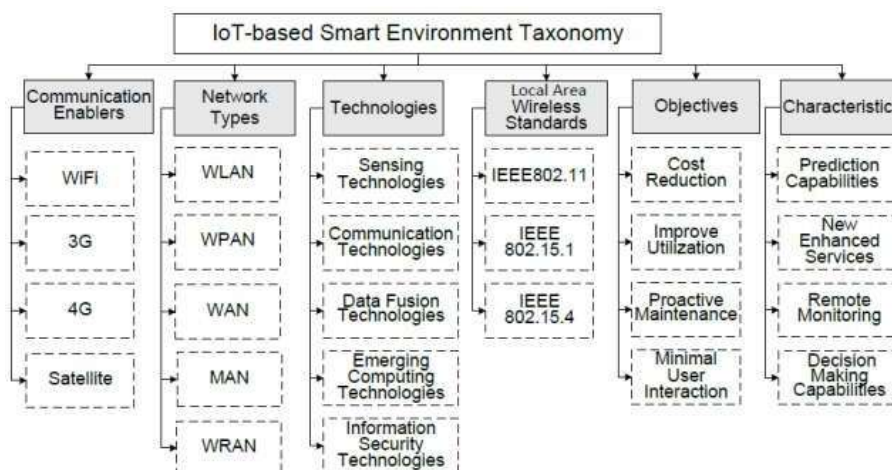 IoT-based Smart Environment Taxonomy
Communication
Enablers
WiFi
3G
4G
Satellite
Network
Types
WLAN
WPAN
WAN
MAN
WRAN
Technologies
Sensing
Technologies
Communication
Technologies
Data Fusion
Technologies
Emerging
Computing
Technologies
Information
Security
Technologies
Local Area
Wireless
Standards
IEEE802.11
IEEE
802.15.1
IEEE
802.15.4
Objectives
Cost
Reduction
Improve
Utilization
Proactive
Maintenance
Minimal
User
Interaction
Characteristic
Prediction
Capabilities
New
Enhanced
Services
Remote
Monitoring
Decision
Making
Capabilities